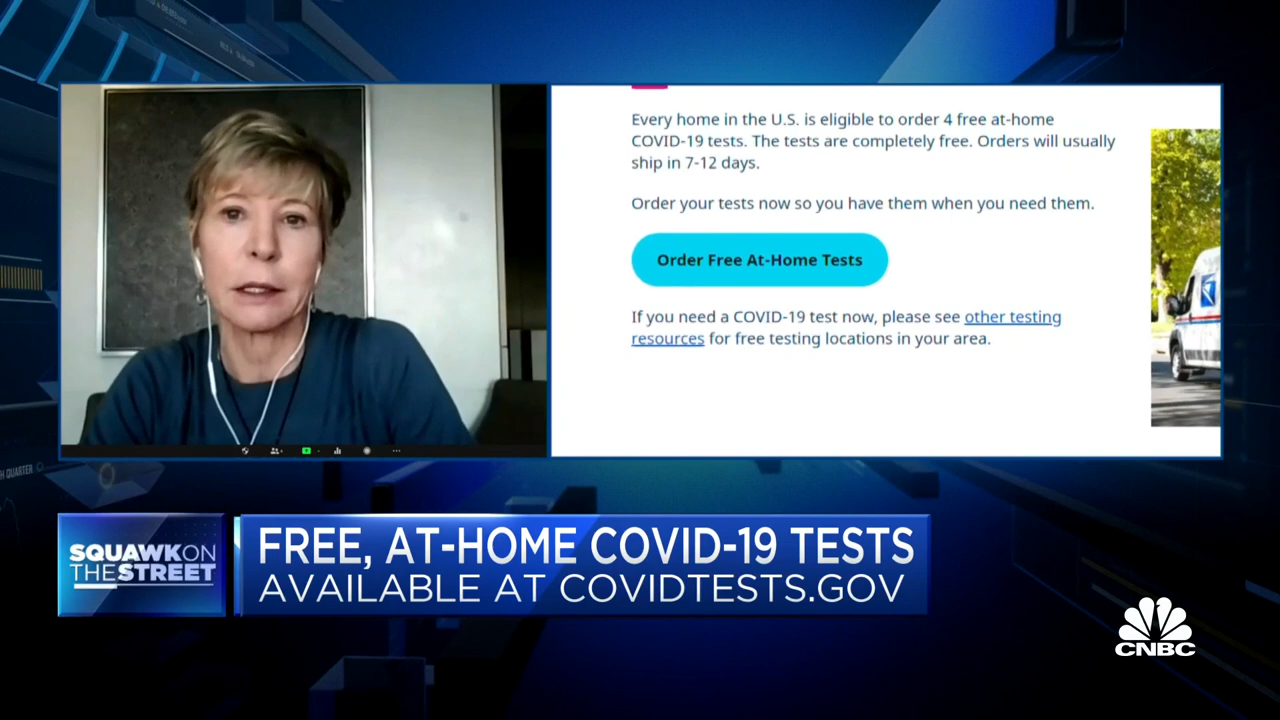 Every home in the U.S. is eligible to order 4 free at-home
COVID-19 tests. The tests are completely free. Orders will usually
ship in 7-12 days.
Order your tests now so you have them when you need them.
Order Free At-Home Tests
If you need a COVID-19 test now, please see other testing
resources for free testing locations in your area.
H QUARTER
SQUAWK ON
THE STREET
FREE, AT-HOME COVID-19 TESTS
AVAILABLE AT COVIDTESTS.GOV
CNBC